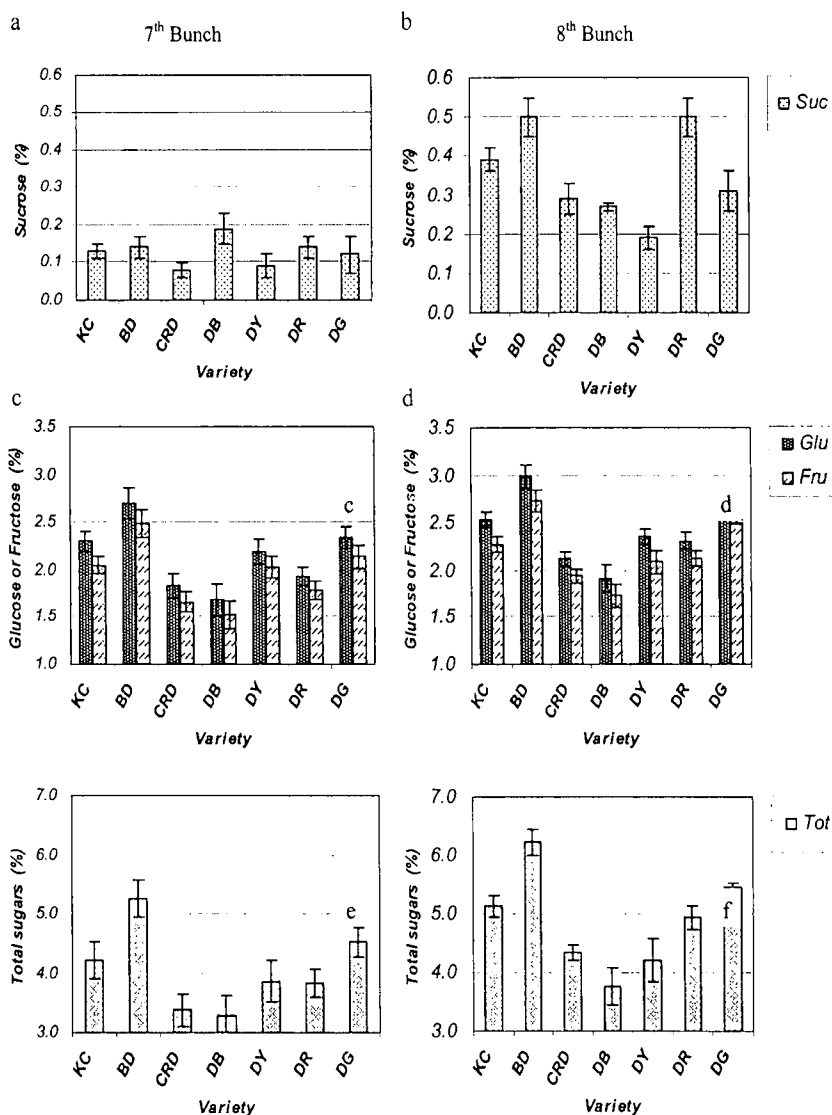 a 7th Bunch
b 8th Bunch
0.6
0.5
0.4
0.3
0.2
0.1
0.0
Sucrose (%)
KC BD CRD DB DY DR DG
Variety
0.6
0.5
0.4
0.3
0.2
0.1
0.0
Sucrose (%)
KC BD CRD DB DY DR DG
Variety
Suc
c
3.5
3.0
2.5
2.0
1.5
1.0
Glucose or Fructose (%)
c
KC BD CRD DB DY DR DG
Variety
d
3.5
3.0
2.5
2.0
1.5
1.0
Glucose or Fructose (%)
d
KC BD CRD DB DY DR DG
Variety
Glu
Fru
7.0
6.0
5.0
4.0
3.0
Total sugars (%)
e
KC BD CRD DB DY DR DG
Variety
7.0
6.0
5.0
4.0
3.0
Total sugars (%)
f
KC BD CRD DB DY DR DG
Variety
Tot